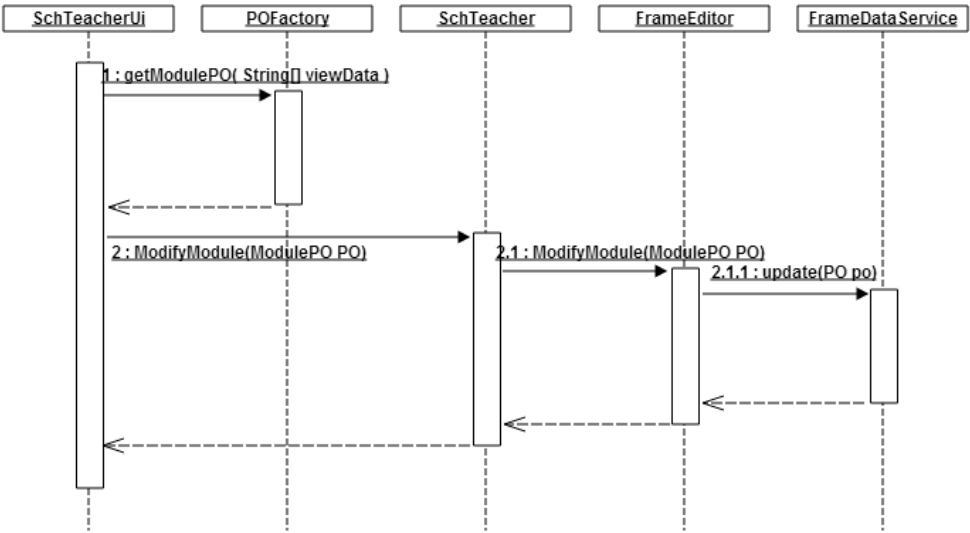 SchTeacherUi
POFactory
SchTeacher
FrameEditor
FrameDataService
1 : getModulePO( String[] viewData )
2 : ModifyModule(ModulePO PO)
2.1 : ModifyModule(ModulePO PO)
2.1.1 : update(PO po)